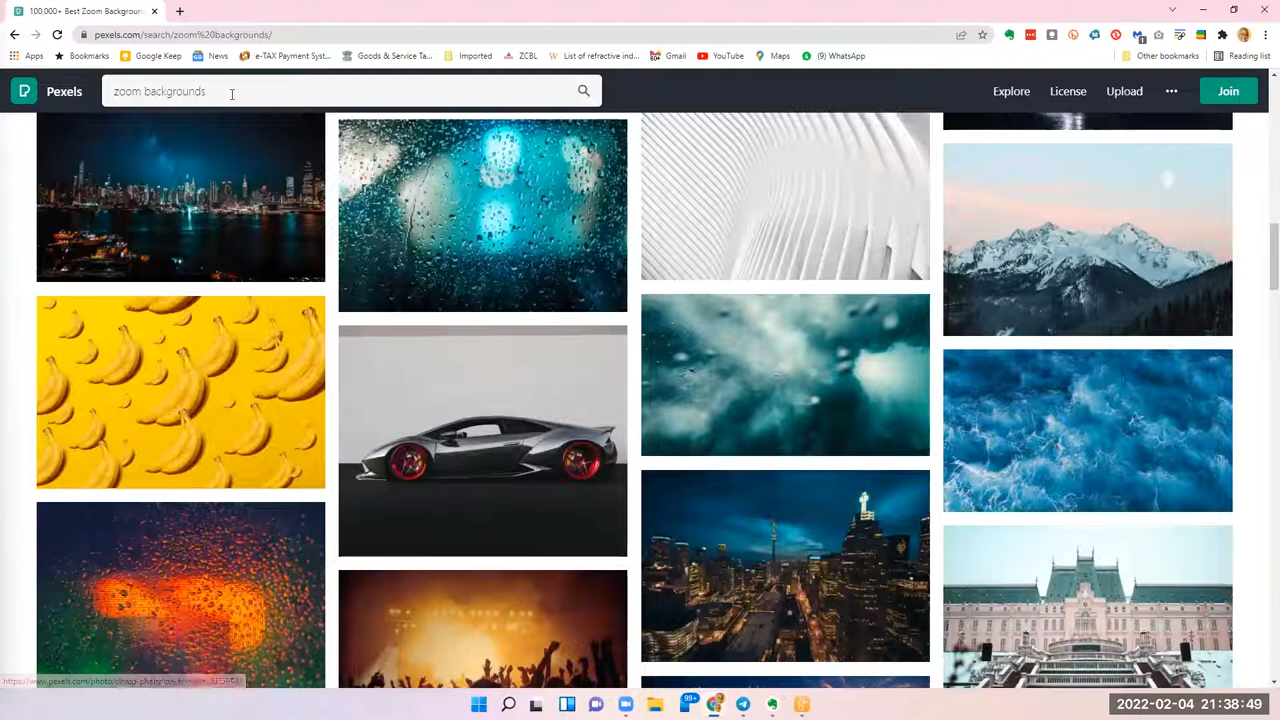 100,000+ Best Zoom Backgroun
pexels.com/search/zoom%20backgrounds/
Apps Bookmarks Google Keep News e-TAX Payment Syst... Goods & Service Ta... Imported ZCBL List of refractive ind... Gmail YouTube Maps (9) WhatsApp Other bookmarks Reading list
Pexels zoom backgrounds Explore License Upload ... Join
99+
2022-02-04 21:38:49